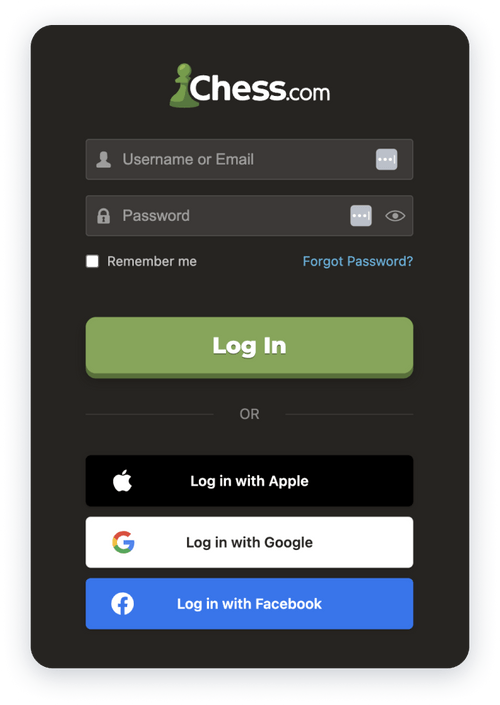 Chess.com
Username or Email
Password
Remember me Forgot Password?
Log In
OR
Log in with Apple
Log in with Google
Log in with Facebook